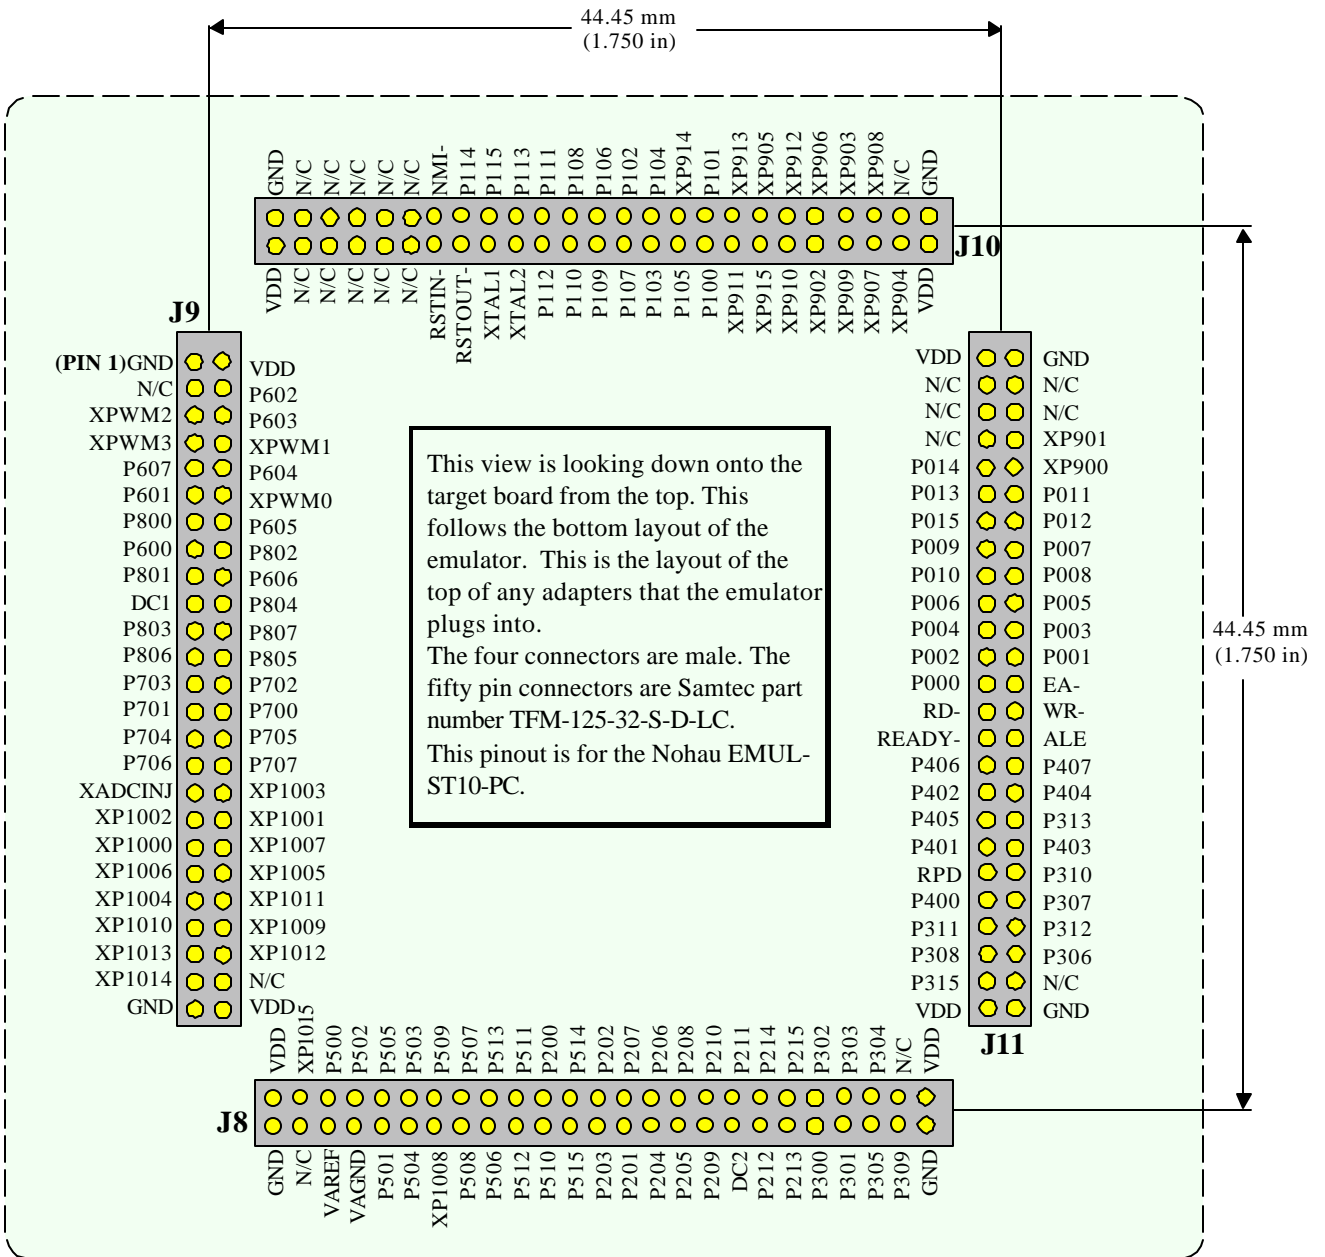 44.45 mm
(1.750 in)
GND
N/C
N/C
N/C
N/C
N/C
NMI-
P114
P115
P113
P111
P108
P106
P102
P104
XP914
P101
XP913
XP905
XP912
XP906
XP903
XP908
N/C
GND
J10
VDD
N/C
N/C
N/C
N/C
N/C
RSTIN-
RSTOUT-
XTAL1
XTAL2
P112
P110
P109
P107
P103
P105
P100
XP911
XP915
XP910
XP902
XP909
XP907
XP904
VDD
J9
(PIN 1)GND VDD
N/C P602
XPWM2 P603
XPWM3 XPWM1
P607 P604
P601 XPWM0
P800 P605
P600 P802
P801 P606
DC1 P804
P803 P807
P806 P805
P703 P702
P701 P700
P704 P705
P706 P707
XADCINJ XP1003
XP1002 XP1001
XP1000 XP1007
XP1006 XP1005
XP1004 XP1011
XP1010 XP1009
XP1013 XP1012
XP1014 N/C
GND VDD
This view is looking down onto the
target board from the top. This
follows the bottom layout of the
emulator. This is the layout of the
top of any adapters that the emulator
plugs into.
The four connectors are male. The
fifty pin connectors are Samtec part
number TFM-125-32-S-D-LC.
This pinout is for the Nohau EMUL-
ST10-PC.
VDD GND
N/C N/C
N/C N/C
N/C XP901
P014 XP900
P013 P011
P015 P012
P009 P007
P010 P008
P006 P005
P004 P003
P002 P001
P000 EA-
RD- WR-
READY- ALE
P406 P407
P402 P404
P405 P313
P401 P403
RPD P310
P400 P307
P311 P312
P308 P306
P315 N/C
VDD GND
J11
44.45 mm
(1.750 in)
VDD
XP1015
P500
P502
P505
P503
P509
P507
P513
P511
P200
P514
P202
P207
P206
P208
P210
P211
P214
P215
P302
P303
P304
N/C
VDD
J8
GND
N/C
VAREF
VAGND
P501
P504
XP1008
P508
P506
P512
P510
P515
P203
P201
P204
P205
P209
DC2
P212
P213
P300
P301
P305
P309
GND